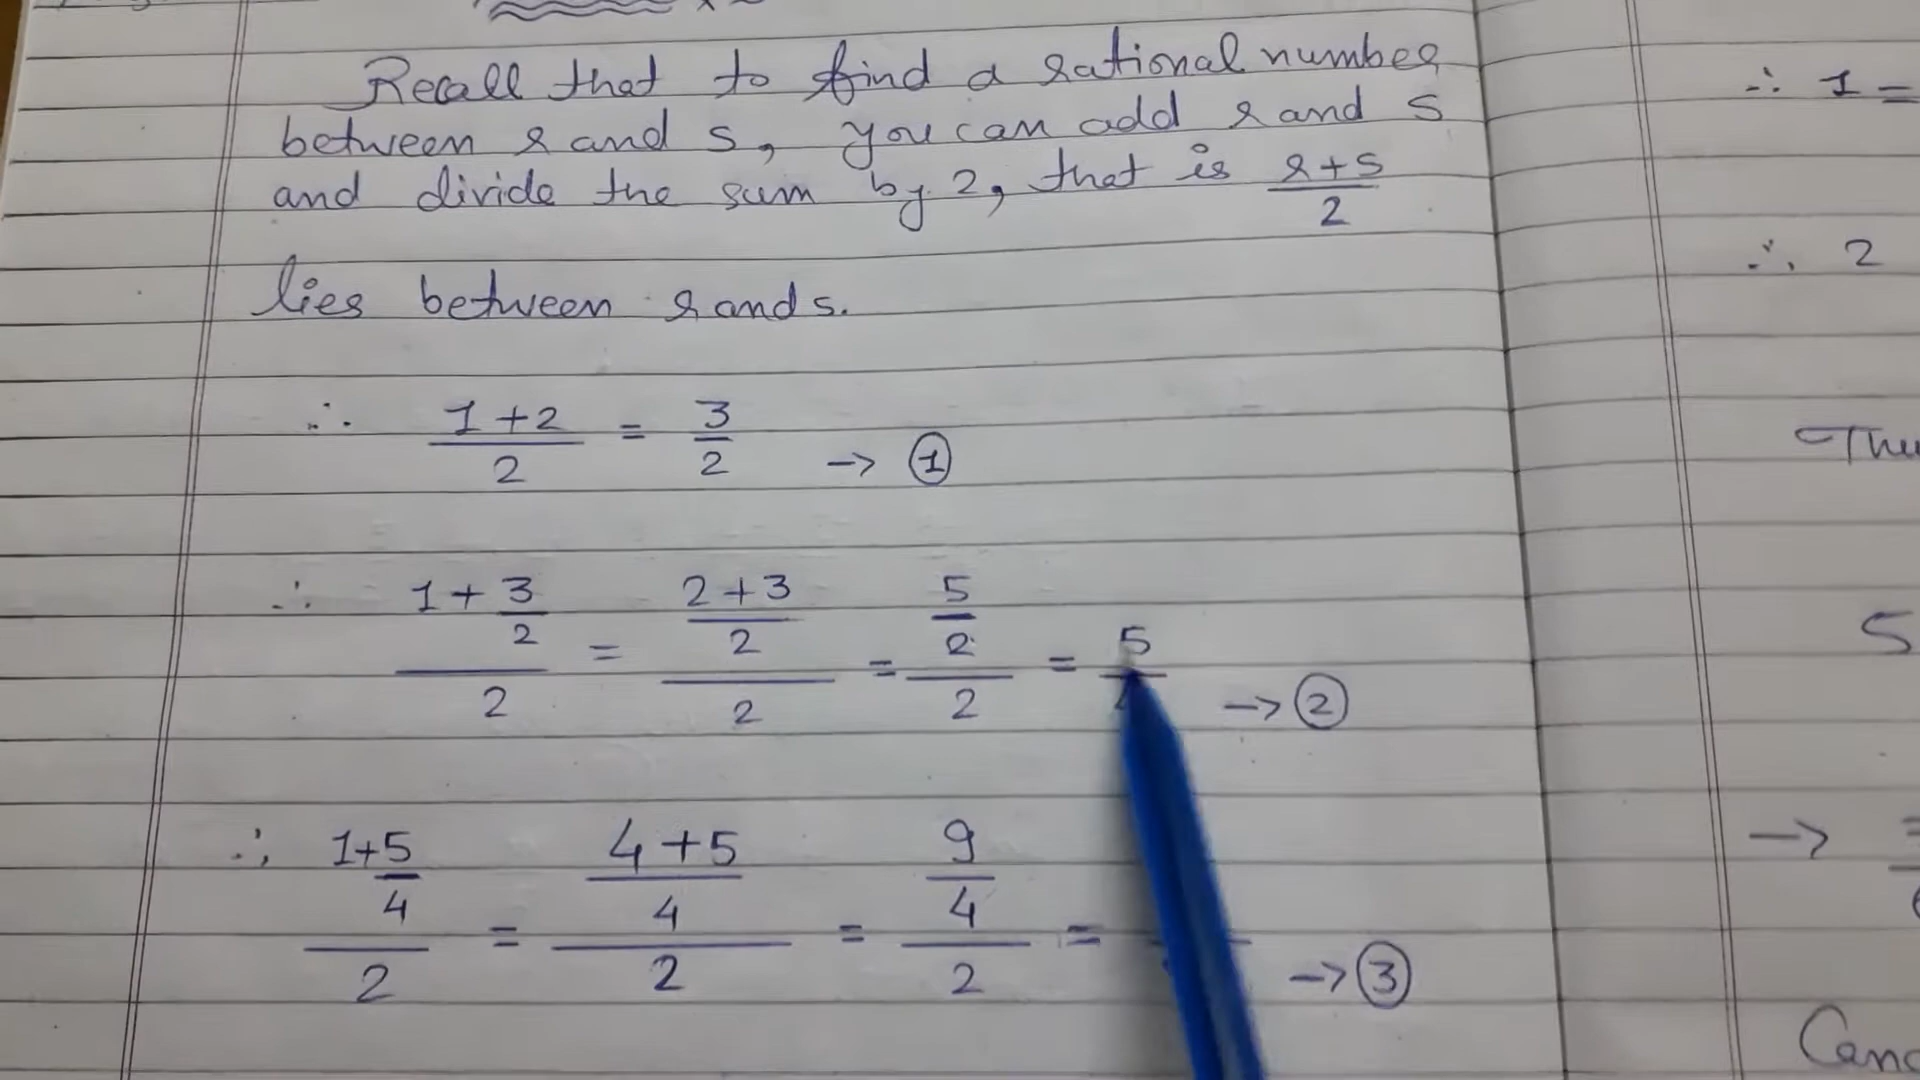 Recall that to find a rational number
between r and s, you can add r and s
and divide the sum by 2, that is (r+s)/2
lies between r and s.
∴ (1+2)/2 = 3/2 → ①
∴ (1+3/2)/2 = ((2+3)/2)/2 = (5/2)/2 = 5/ → ②
∴ (1+5/4)/2 = ((4+5)/4)/2 = (9/4)/2 = → ③
∴ 1 =
∴ 2
5
→